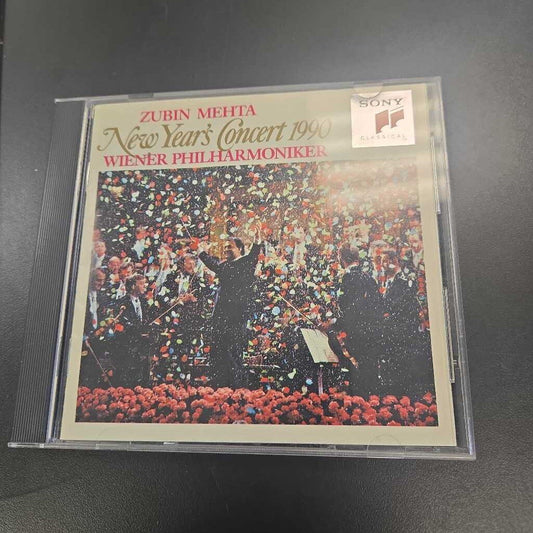 ZUBIN MEHTA
New Year's Concert 1990
WIENER PHILHARMONIKER
SONY
CLASSICAL